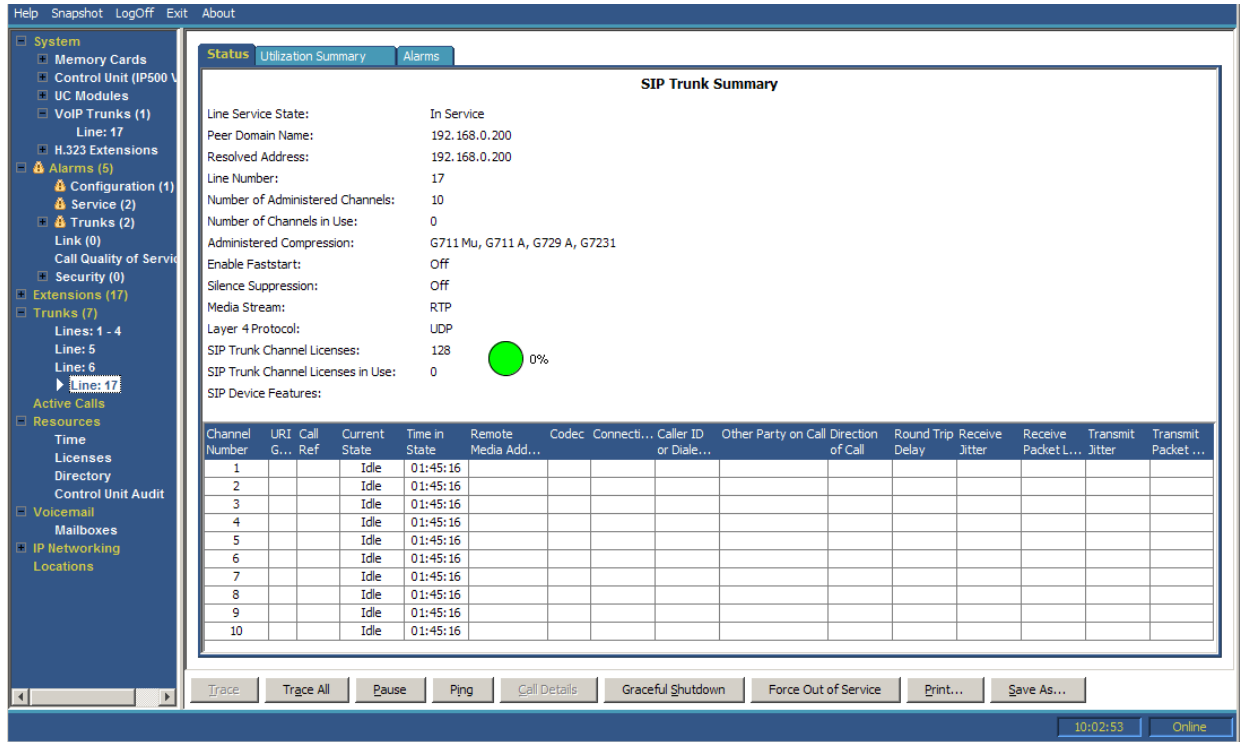 Help Snapshot LogOff Exit About
System
Memory Cards
Control Unit (IP500 V
UC Modules
VoIP Trunks (1)
Line: 17
H.323 Extensions
Alarms (5)
Configuration (1)
Service (2)
Trunks (2)
Link (0)
Call Quality of Servic
Security (0)
Extensions (17)
Trunks (7)
Lines: 1 - 4
Line: 5
Line: 6
Line: 17
Active Calls
Resources
Time
Licenses
Directory
Control Unit Audit
Voicemail
Mailboxes
IP Networking
Locations
Status Utilization Summary Alarms
SIP Trunk Summary
Line Service State: In Service
Peer Domain Name: 192.168.0.200
Resolved Address: 192.168.0.200
Line Number: 17
Number of Administered Channels: 10
Number of Channels in Use: 0
Administered Compression: G711 Mu, G711 A, G729 A, G7231
Enable Faststart: Off
Silence Suppression: Off
Media Stream: RTP
Layer 4 Protocol: UDP
SIP Trunk Channel Licenses: 128
0%
SIP Trunk Channel Licenses in Use: 0
SIP Device Features:
Channel URI Call Current Time in Remote Codec Connecti... Caller ID Other Party on Call Direction Round Trip Receive Receive Transmit Transmit
Number G... Ref State State Media Add... or Diale... of Call Delay Jitter Packet L... Jitter Packet ...
1 Idle 01:45:16
2 Idle 01:45:16
3 Idle 01:45:16
4 Idle 01:45:16
5 Idle 01:45:16
6 Idle 01:45:16
7 Idle 01:45:16
8 Idle 01:45:16
9 Idle 01:45:16
10 Idle 01:45:16
Trace Trace All Pause Ping Call Details Graceful Shutdown Force Out of Service Print... Save As...
10:02:53 Online